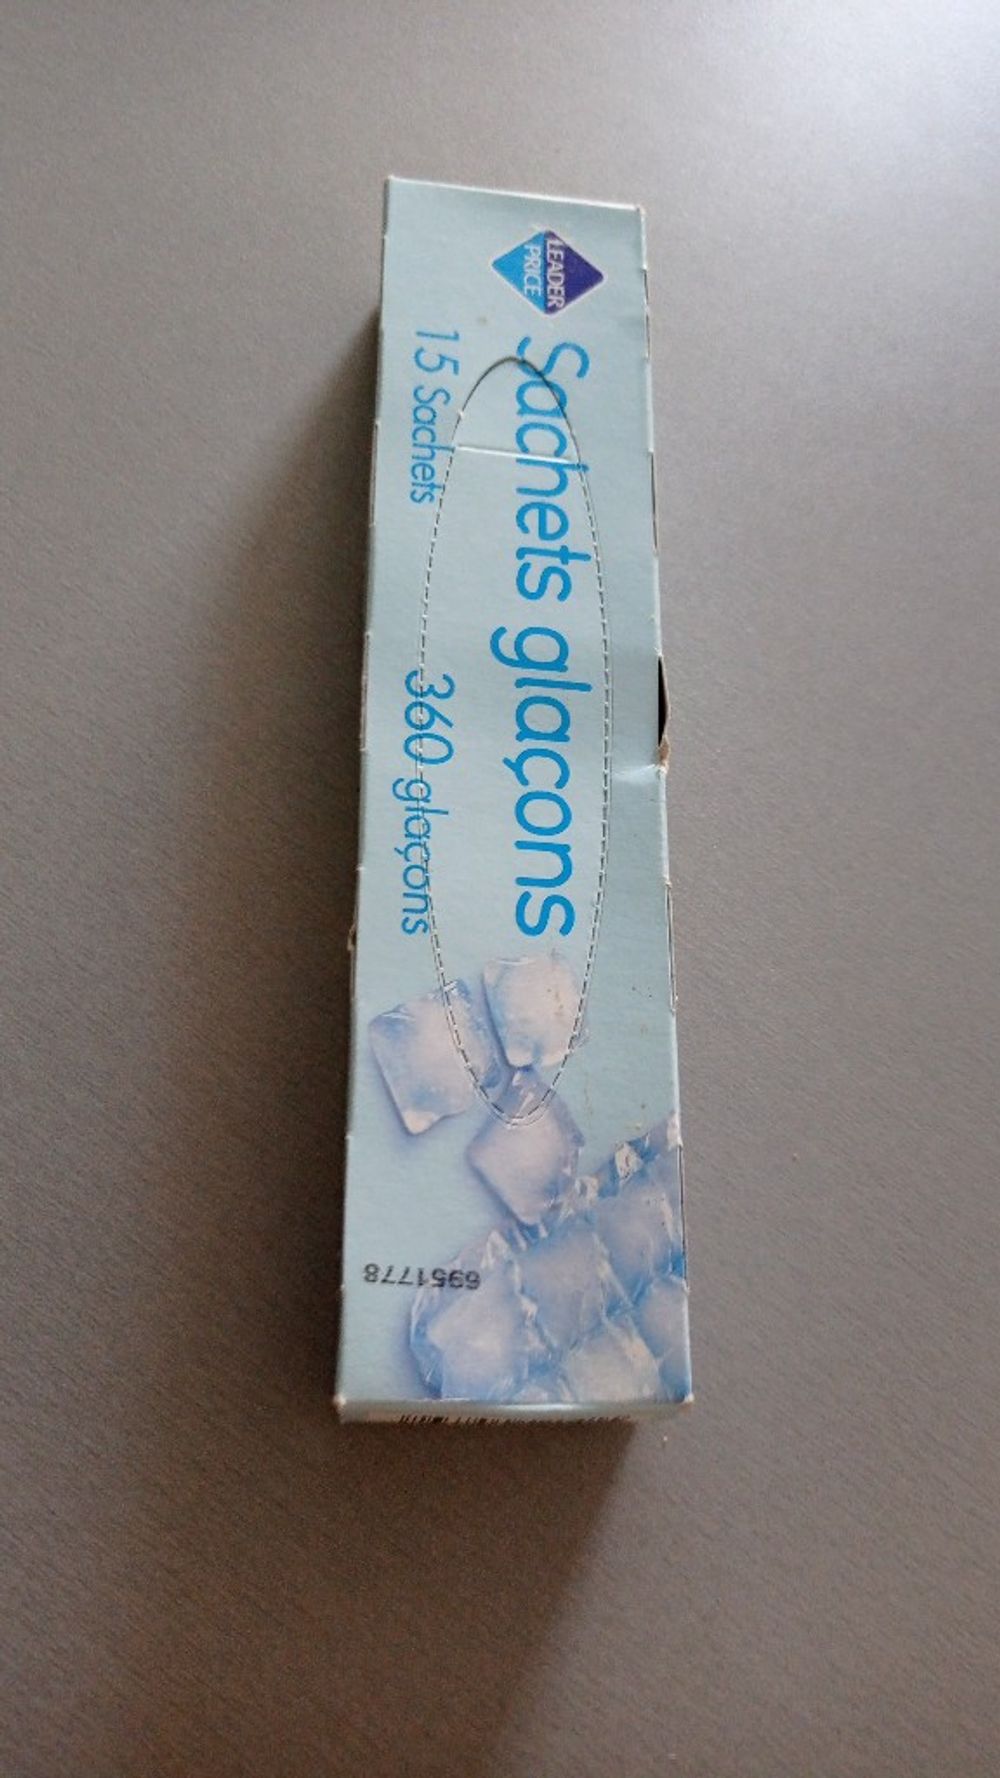 LEADER
PRICE
Sachets glaçons
15 Sachets 360 glaçons
6951778